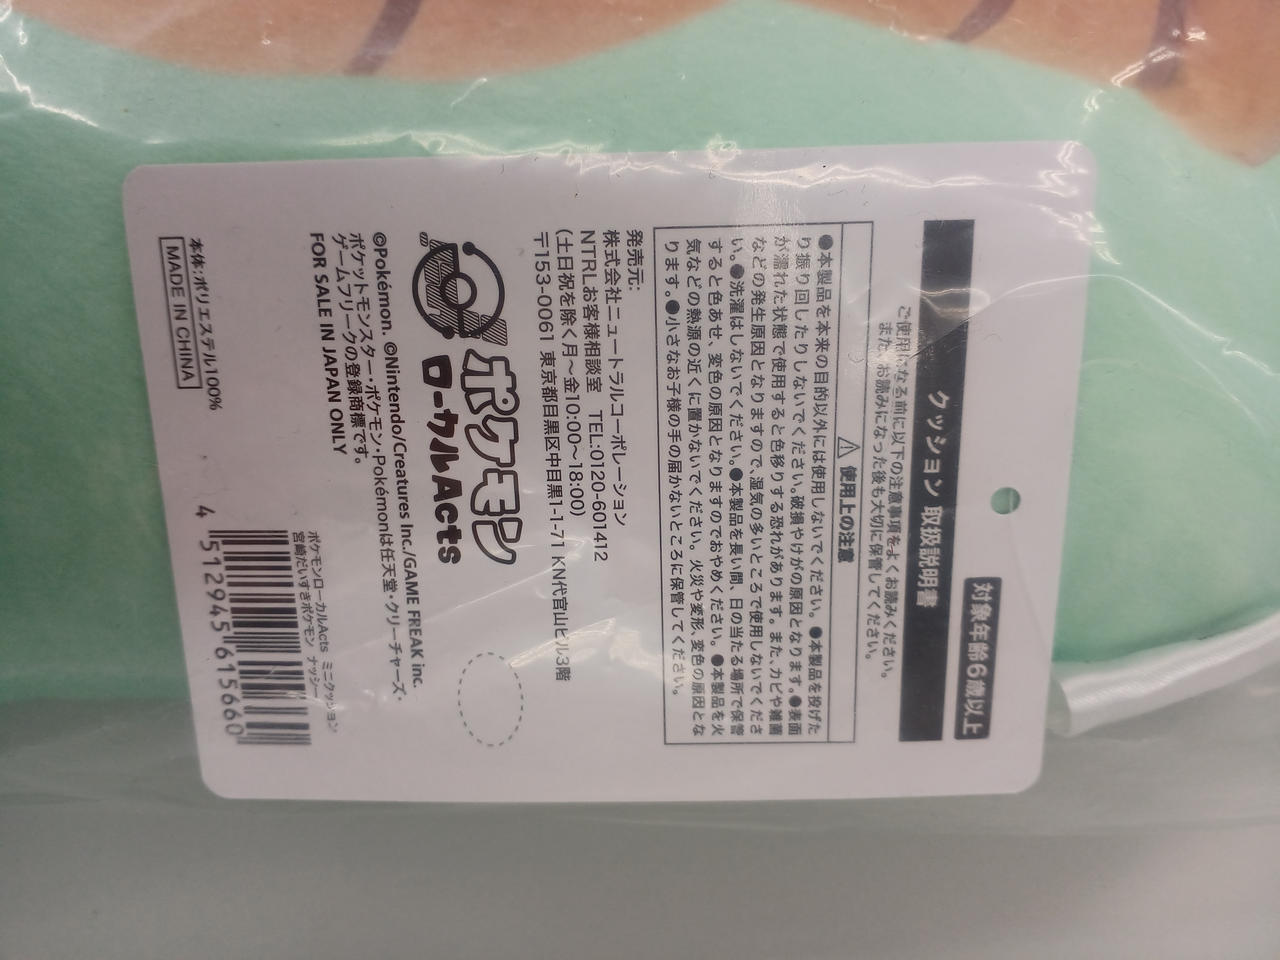 対象年齢6歳以上
クッション 取扱説明書
ご使用になる前に以下の注意事項をよくお読みください。
また、お読みになった後も大切に保管してください。
⚠ 使用上の注意
●本製品を本来の目的以外には使用しないでください。●本製品を投げた
り振り回したりしないでください。破損やけがの原因となります。●表面
が濡れた状態で使用すると色移りする恐れがあります。また、カビや雑菌
などの発生原因となりますので、湿気の多いところで使用しないでくださ
い。●洗濯はしないでください。●本製品を長い間、日の当たる場所で保管
すると色あせ、変色の原因となりますのでおやめください。●本製品を火
気などの熱源の近くに置かないでください。火災や変形、変色の原因とな
ります。●小さなお子様の手の届かないところに保管してください。
発売元:
株式会社ニュートラルコーポレーション
NTRLお客様相談室 TEL:0120-601412
(土日祝を除く月~金10:00~18:00)
〒153-0061 東京都目黒区中目黒1-1-71 KN代官山ビル3階
ポケモン
ローカルActs
©Pokémon. ©Nintendo/Creatures Inc./GAME FREAK inc.
ポケットモンスター・ポケモン・Pokémonは任天堂・クリーチャーズ・
ゲームフリークの登録商標です。
FOR SALE IN JAPAN ONLY
ポケモンローカルActs ミニクッション
宮崎だいすきポケモン ナッシー
本体:ポリエステル100%
MADE IN CHINA
4 512945 615660